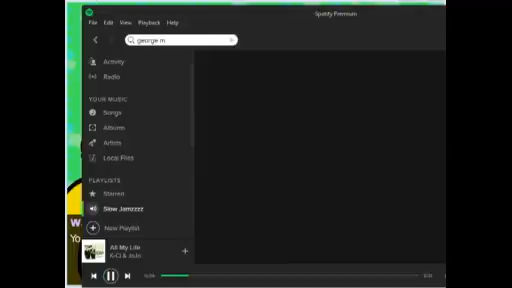 Spotify Premium
File Edit View Playback Help
george m
Activity
Radio
YOUR MUSIC
Songs
Albums
Artists
Local Files
PLAYLISTS
Starred
Slow Jamzzzz
New Playlist
All My Life
K-Ci & JoJo
W
Yo